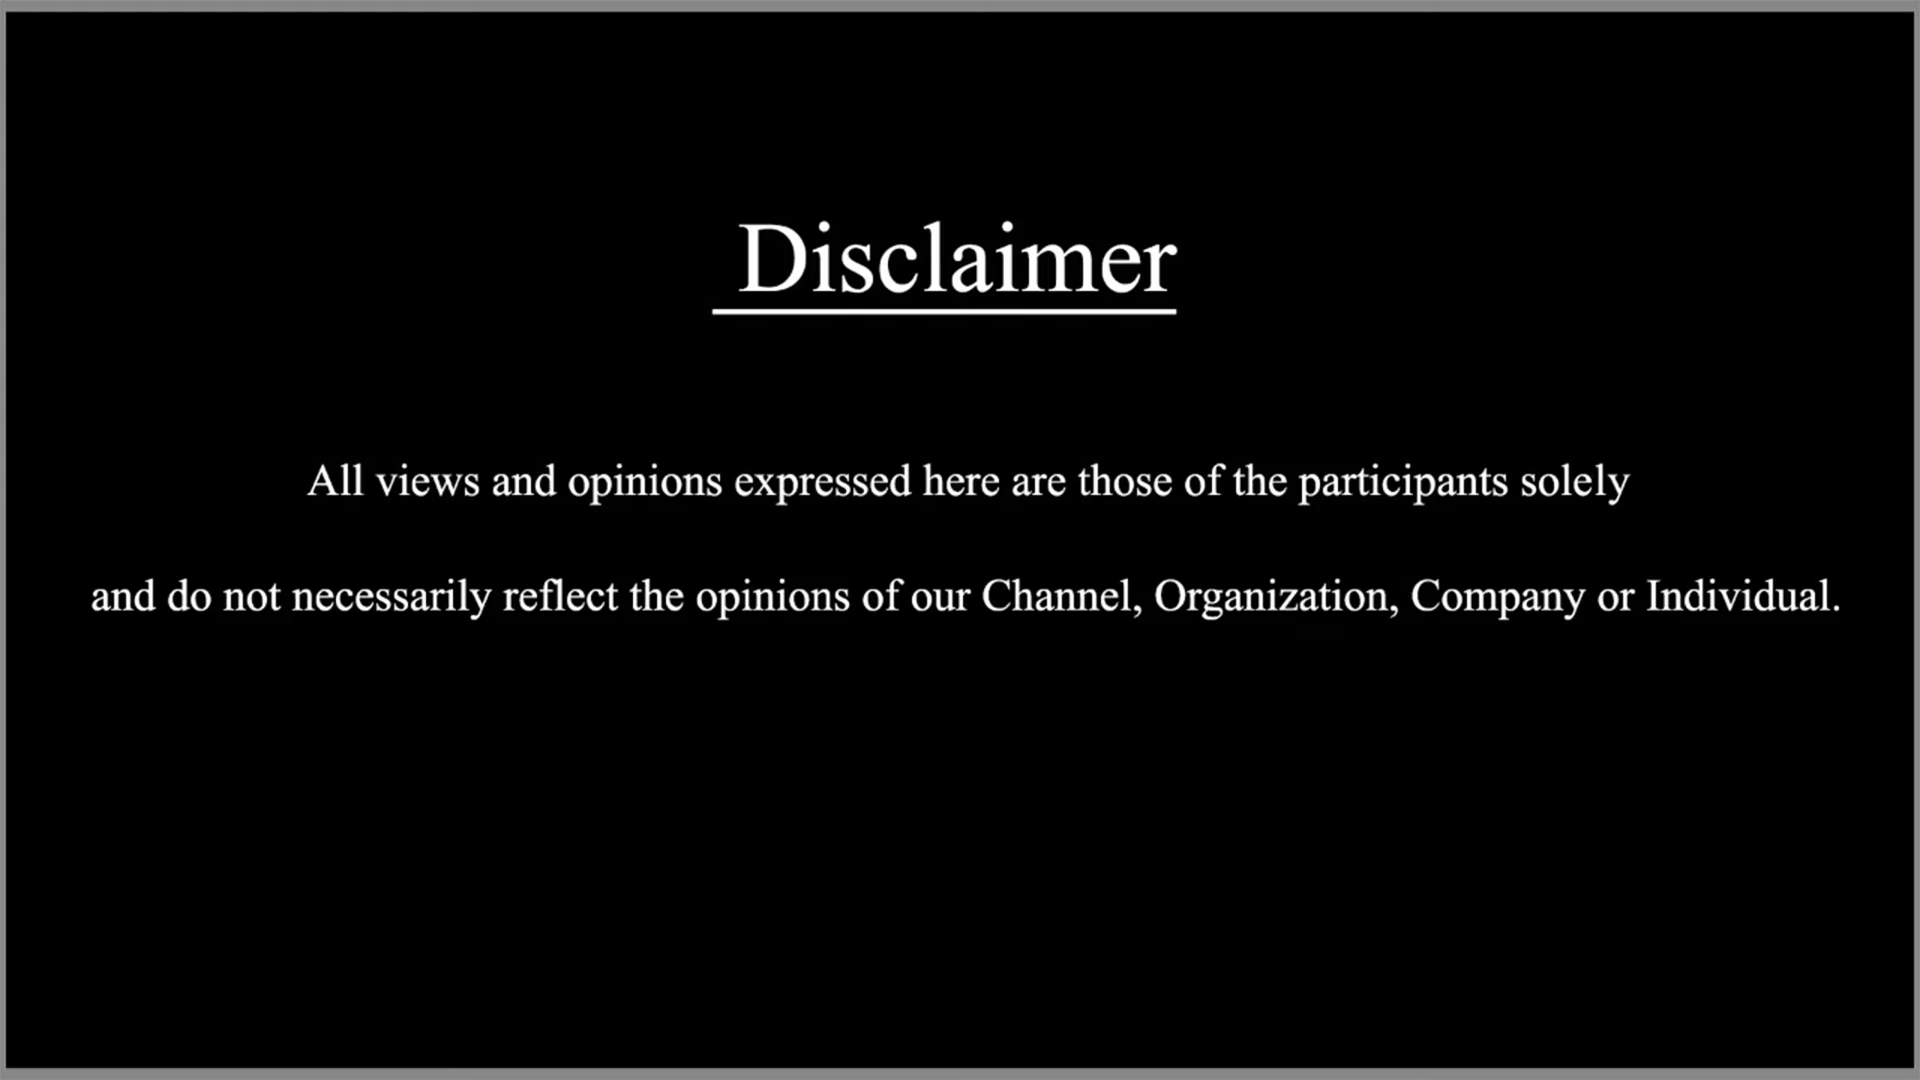 Disclaimer
All views and opinions expressed here are those of the participants solely
and do not necessarily reflect the opinions of our Channel, Organization, Company or Individual.